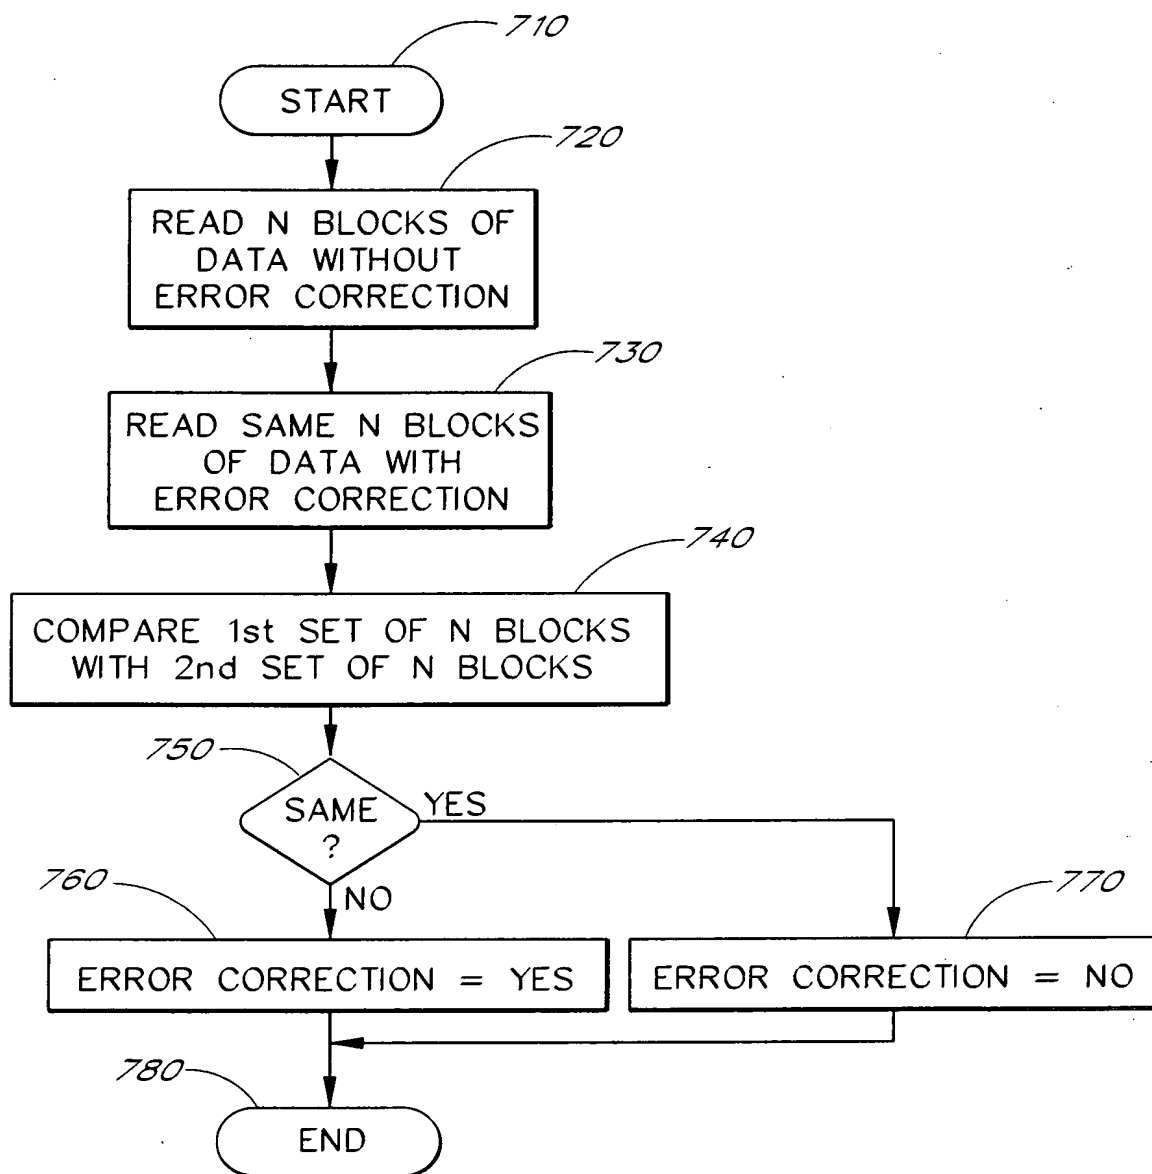 710
START
720
READ N BLOCKS OF
DATA WITHOUT
ERROR CORRECTION
730
READ SAME N BLOCKS
OF DATA WITH
ERROR CORRECTION
740
COMPARE 1st SET OF N BLOCKS
WITH 2nd SET OF N BLOCKS
750
SAME
?
YES
NO
760
ERROR CORRECTION = YES
770
ERROR CORRECTION = NO
780
END